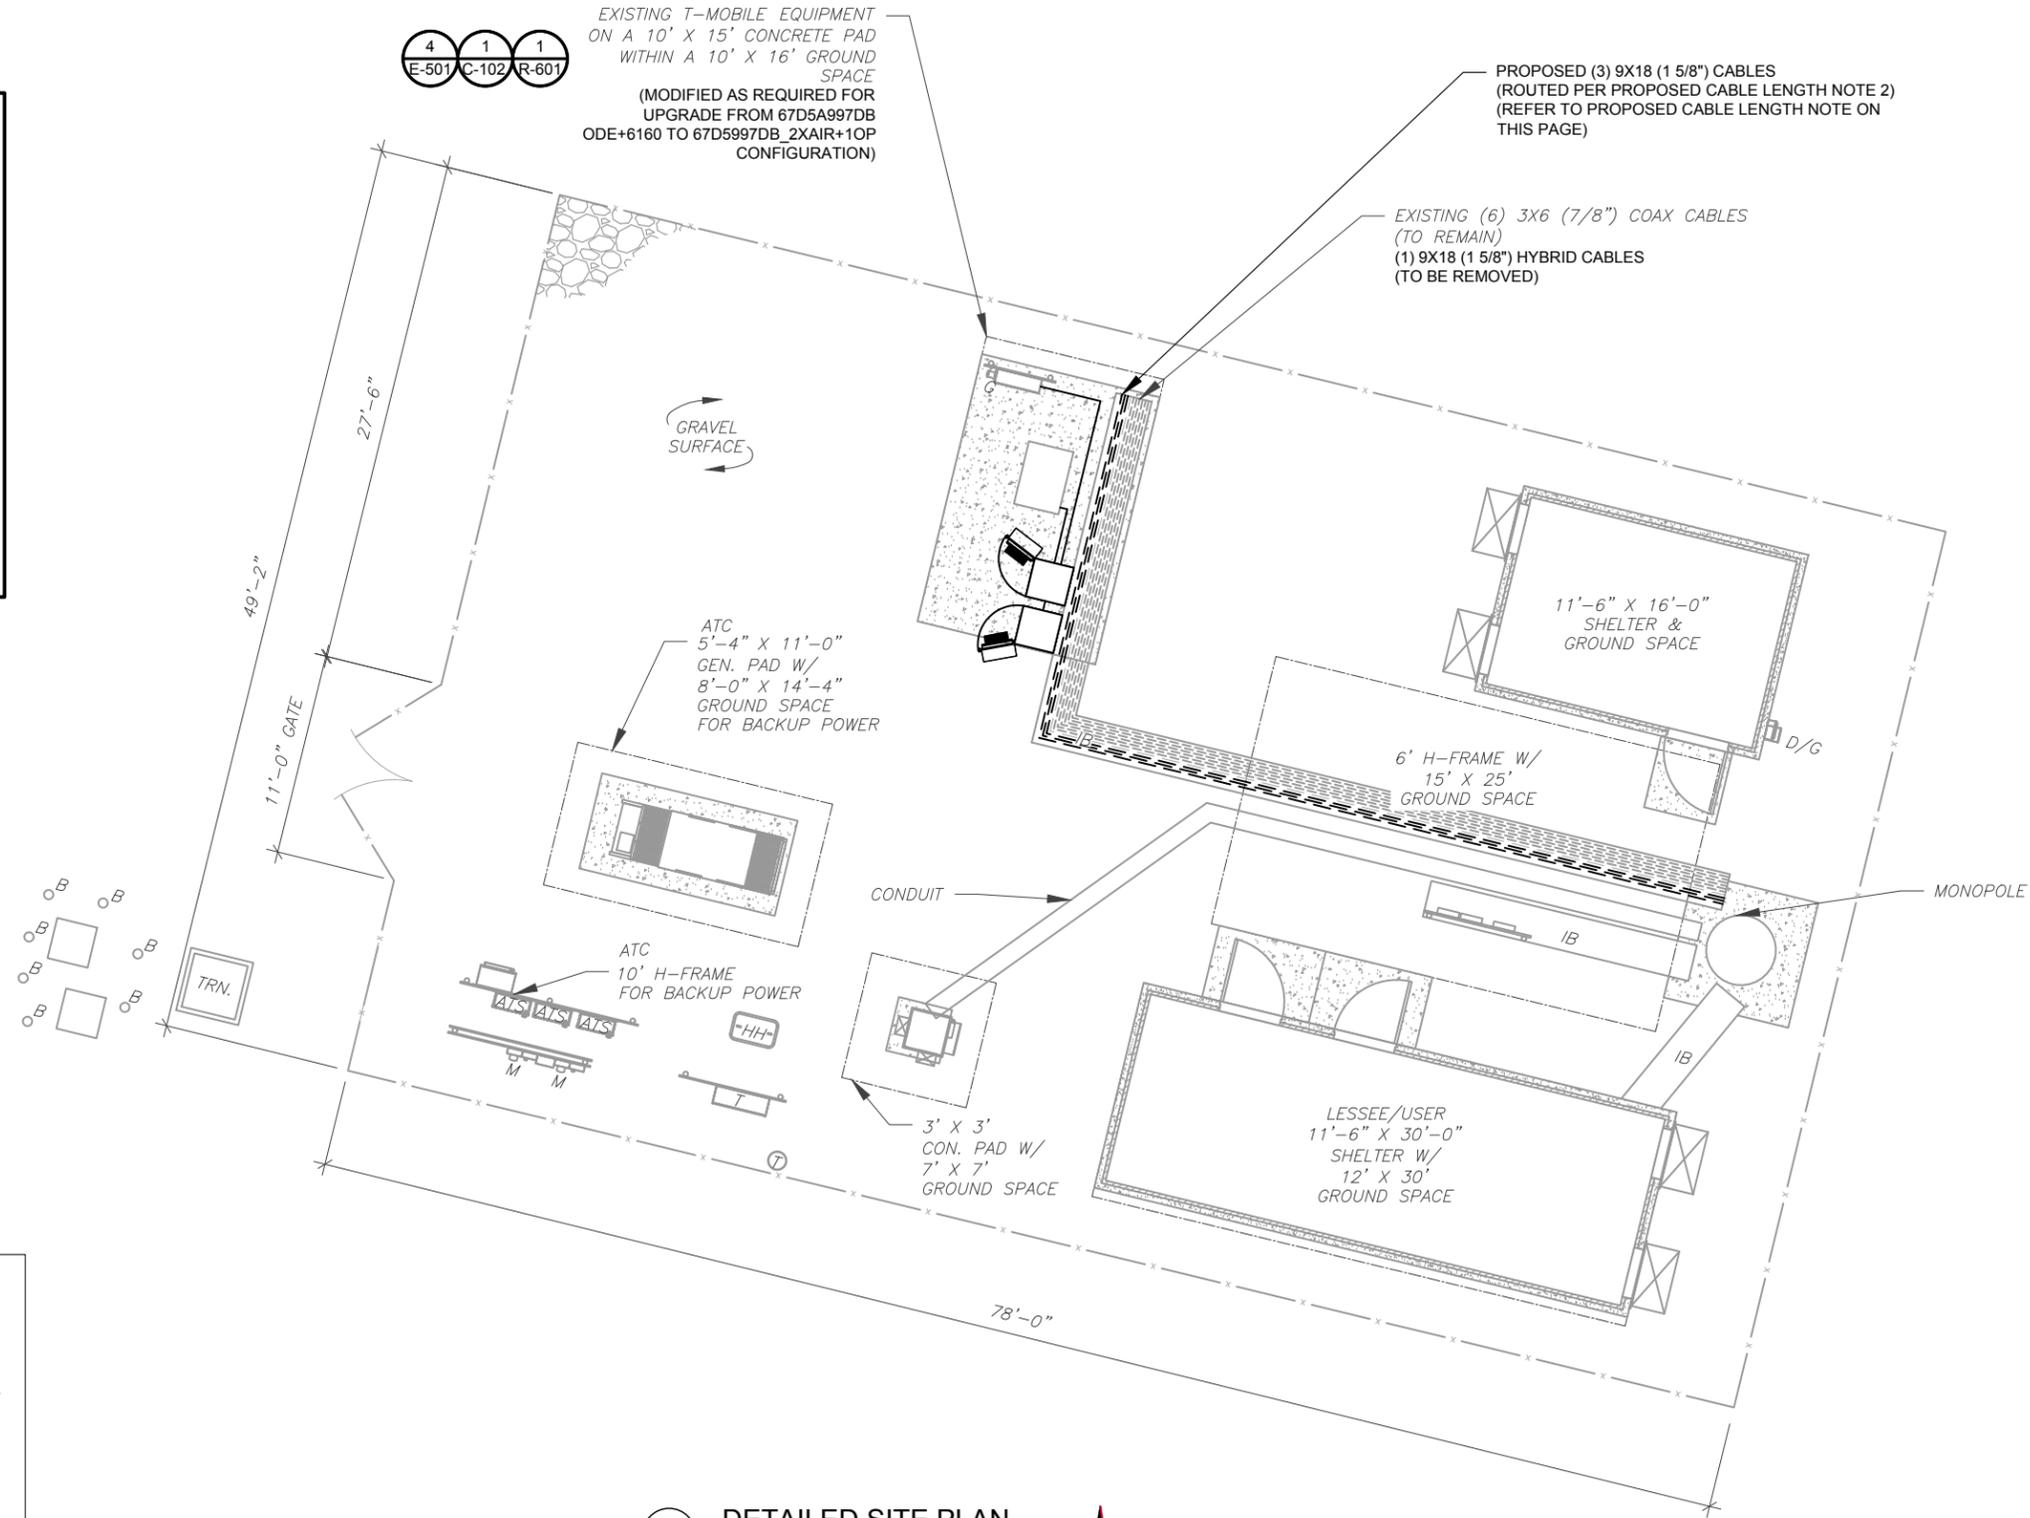 EXISTING T-MOBILE EQUIPMENT
ON A 10' X 15' CONCRETE PAD
WITHIN A 10' X 16' GROUND
SPACE
(MODIFIED AS REQUIRED FOR
UPGRADE FROM 67D5A997DB
ODE+6160 TO 67D5997DB_2XAIR+1OP
CONFIGURATION)
4
E-501
1
C-102
1
R-601
PROPOSED (3) 9X18 (1 5/8") CABLES
(ROUTED PER PROPOSED CABLE LENGTH NOTE 2)
(REFER TO PROPOSED CABLE LENGTH NOTE ON
THIS PAGE)
EXISTING (6) 3X6 (7/8") COAX CABLES
(TO REMAIN)
(1) 9X18 (1 5/8") HYBRID CABLES
(TO BE REMOVED)
27'-6"
49'-2"
11'-0" GATE
GRAVEL
SURFACE
G
11'-6" X 16'-0"
SHELTER &
GROUND SPACE
D/G
ATC
5'-4" X 11'-0"
GEN. PAD W/
8'-0" X 14'-4"
GROUND SPACE
FOR BACKUP POWER
IB
6' H-FRAME W/
15' X 25'
GROUND SPACE
CONDUIT
MONOPOLE
IB
IB
B
B
B
B
B
B
B
TRN.
ATC
10' H-FRAME
FOR BACKUP POWER
ATS
ATS
ATS
HH
M
M
T
T
3' X 3'
CON. PAD W/
7' X 7'
GROUND SPACE
LESSEE/USER
11'-6" X 30'-0"
SHELTER W/
12' X 30'
GROUND SPACE
78'-0"
DETAILED SITE PLAN